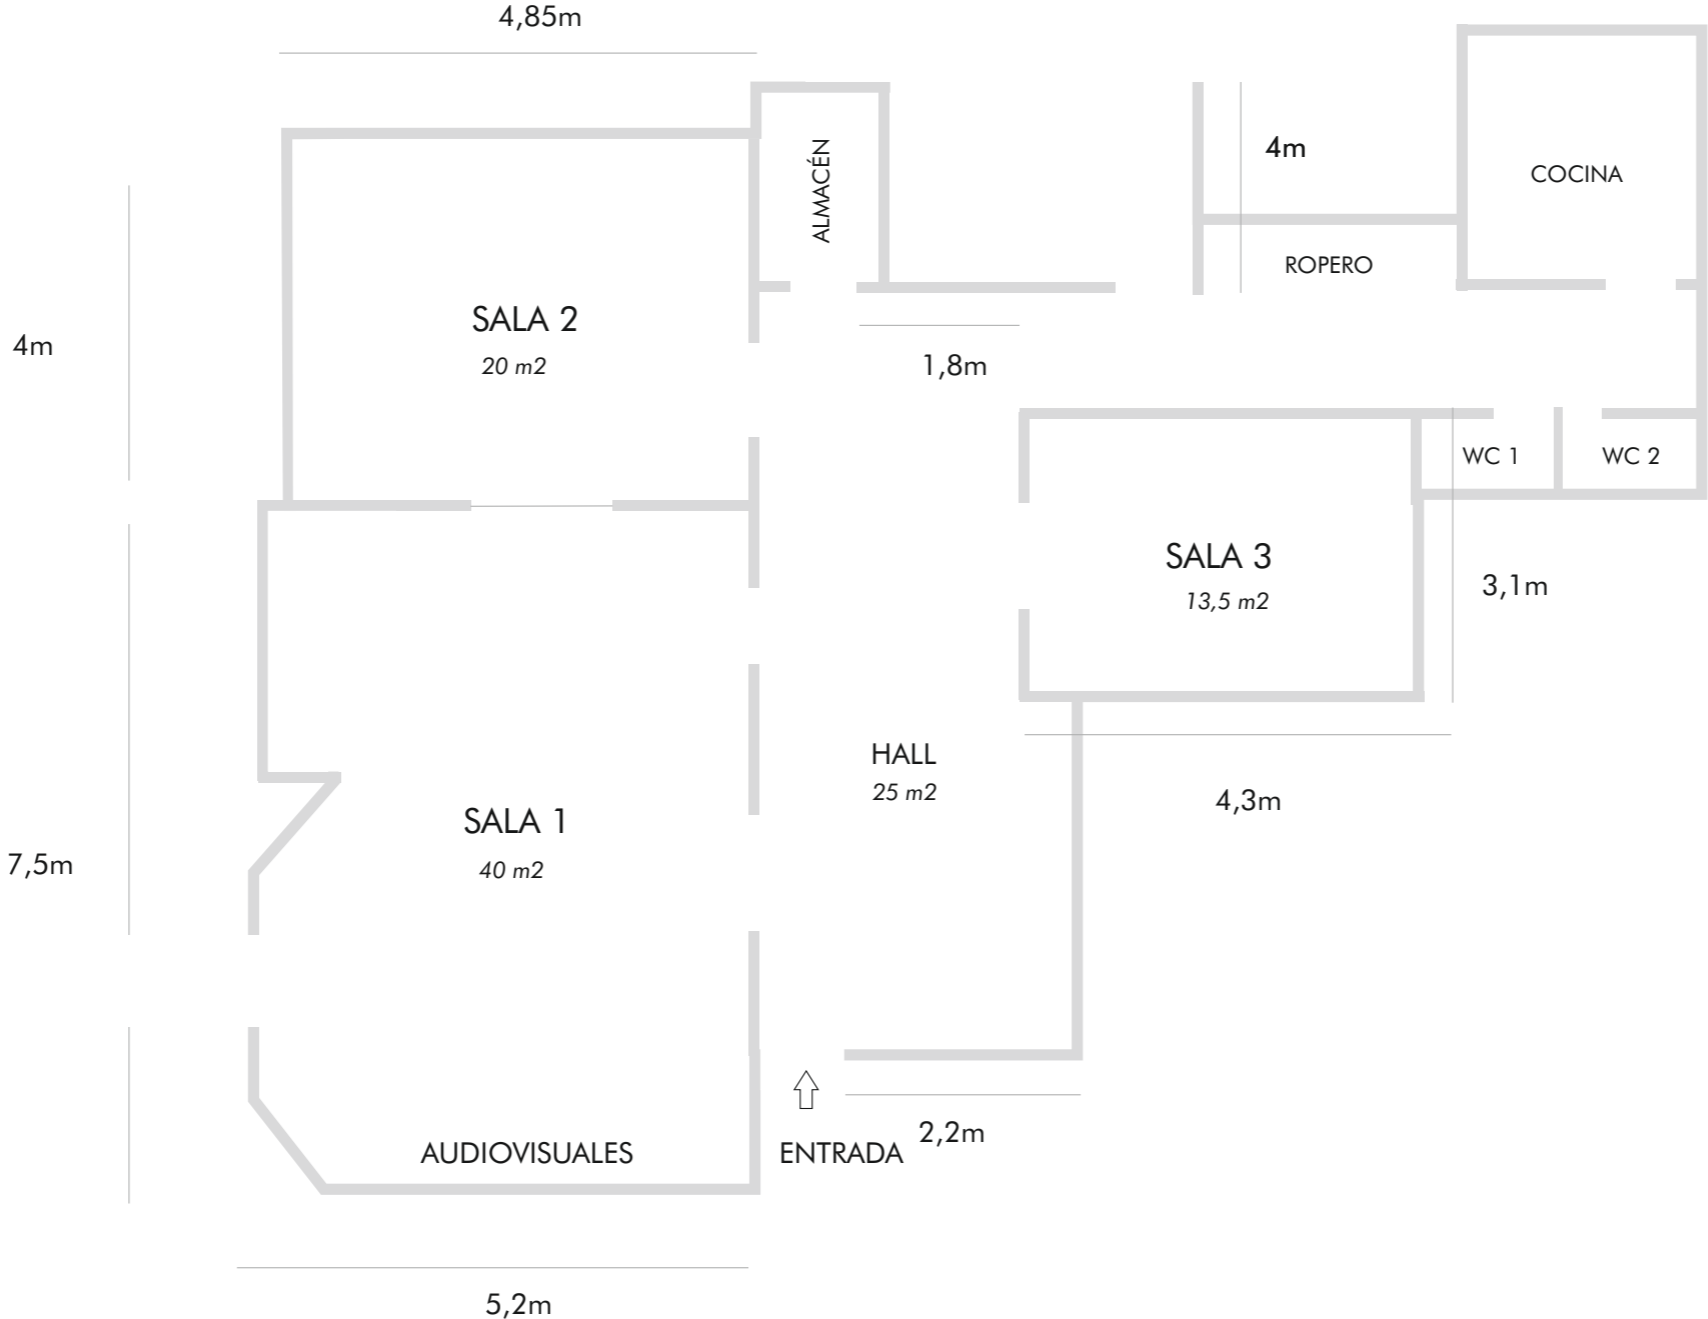 4,85m
4m
COCINA
ALMACÉN
ROPERO
SALA 2
20 m2
4m
1,8m
WC 1
WC 2
SALA 3
13,5 m2
3,1m
HALL
25 m2
4,3m
SALA 1
40 m2
7,5m
AUDIOVISUALES
ENTRADA
2,2m
5,2m